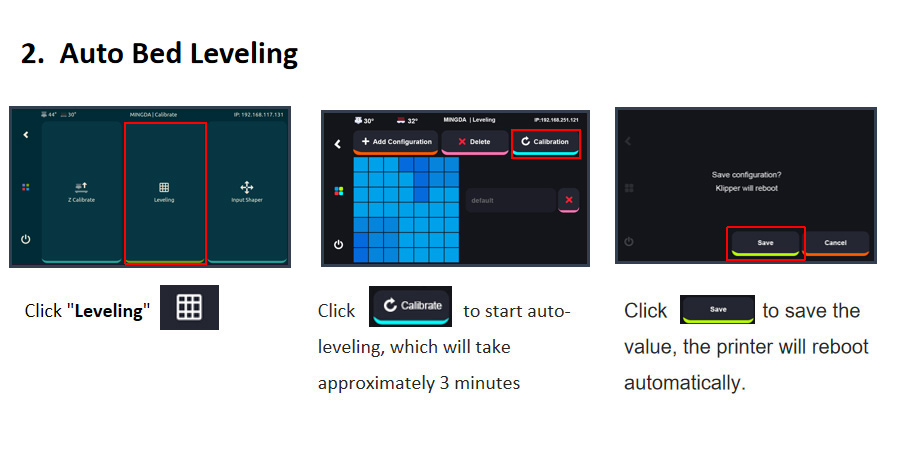 2. Auto Bed Leveling
44° 30° MINGDA | Calibrate IP: 192.168.117.131
Z Calibrate Leveling Input Shaper
Click "Leveling"
30° 32° MINGDA | Leveling IP:192.168.251.121
+ Add Configuration Delete Calibration
default
Click Calibrate to start auto-
leveling, which will take
approximately 3 minutes
Save configuration?
Klipper will reboot
Save Cancel
Click Save to save the
value, the printer will reboot
automatically.